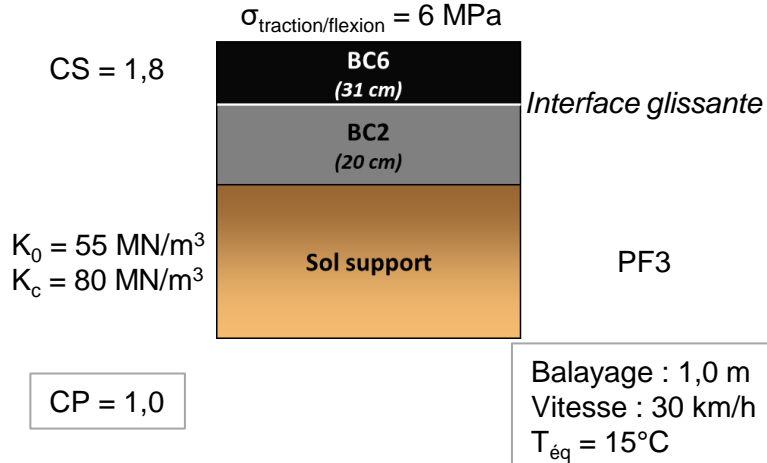 σtraction/flexion = 6 MPa
CS = 1,8
BC6
(31 cm)
Interface glissante
BC2
(20 cm)
K0 = 55 MN/m³
Kc = 80 MN/m³
Sol support
PF3
CP = 1,0
Balayage : 1,0 m
Vitesse : 30 km/h
Téq = 15°C